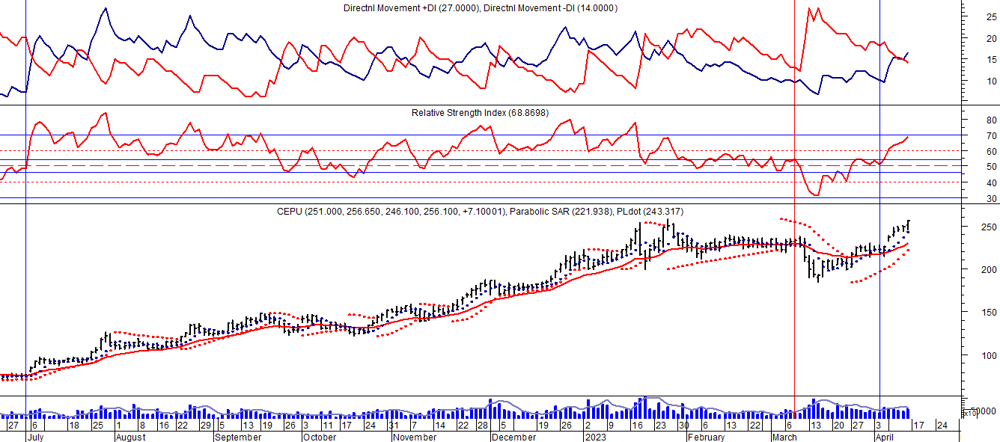 Directnl Movement +DI (27.0000), Directnl Movement -DI (14.0000)
25
20
15
10
Relative Strength Index (68.8698)
80
70
60
50
40
30
CEPU (251.000, 256.650, 246.100, 256.100, +7.10001), Parabolic SAR (221.938), PLdot (243.317)
250
200
150
100
50000
x10
27 6 18 25 1 8 16 22 29 5 13 19 26 3 11 17 24 31 7 14 22 28 5 19 26 2 9 16 23 30 6 13 22 6 13 20 27 3 17 24
July August September October November December 2023 February March April